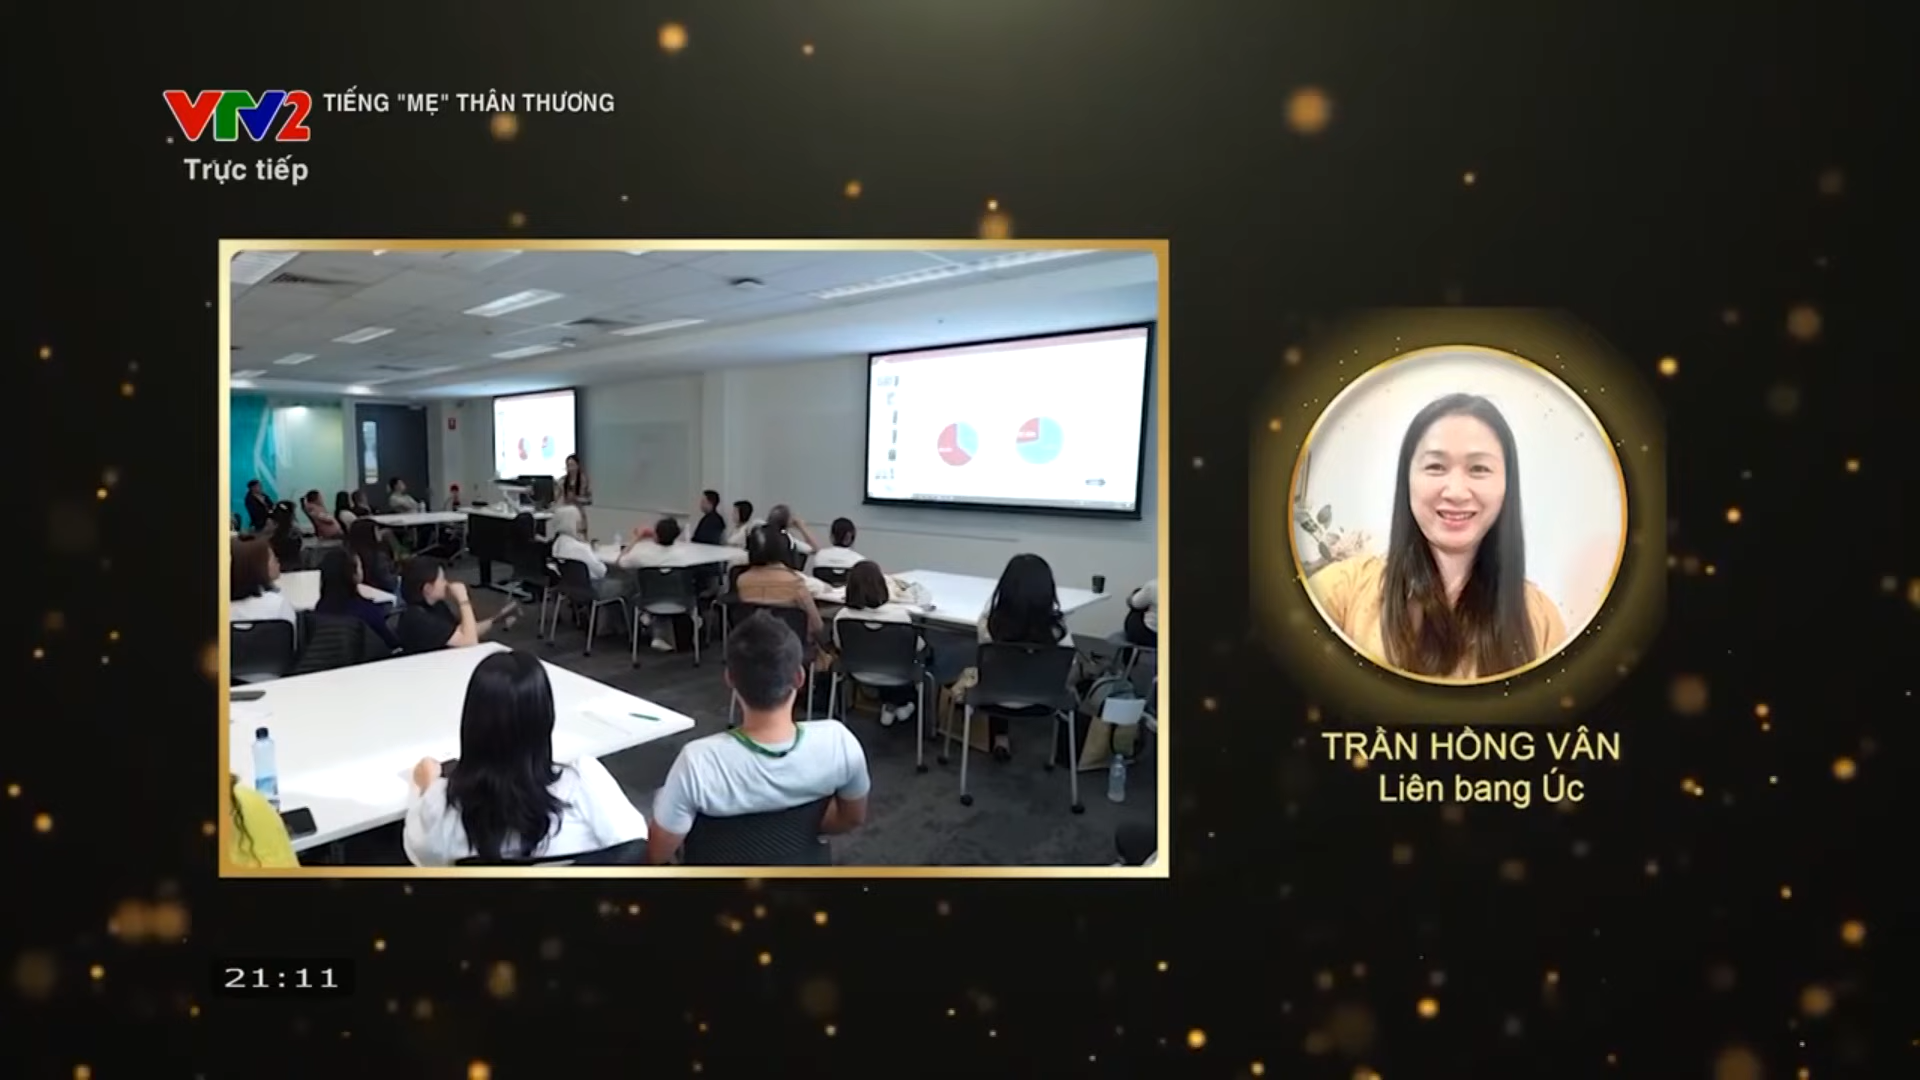 VTV2
TIẾNG "MẸ" THÂN THƯƠNG
Trực tiếp
TRẦN HỒNG VÂN
Liên bang Úc
21:11